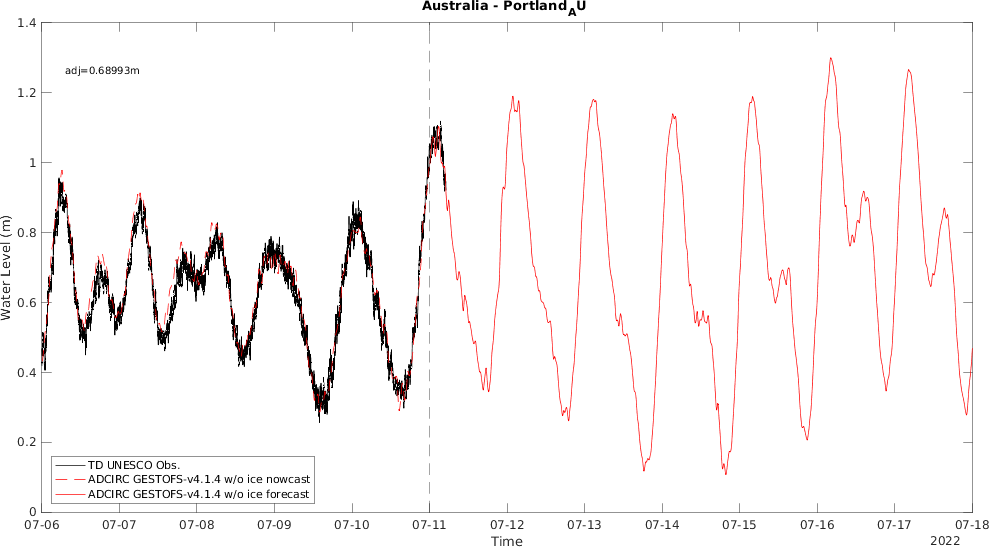 Australia - Portland_AU
1.4
1.2
1
0.8
0.6
0.4
0.2
0
Water Level (m)
adj=0.68993m
TD UNESCO Obs.
ADCIRC GESTOFS-v4.1.4 w/o ice nowcast
ADCIRC GESTOFS-v4.1.4 w/o ice forecast
07-06 07-07 07-08 07-09 07-10 07-11 07-12 07-13 07-14 07-15 07-16 07-17 07-18
Time
2022